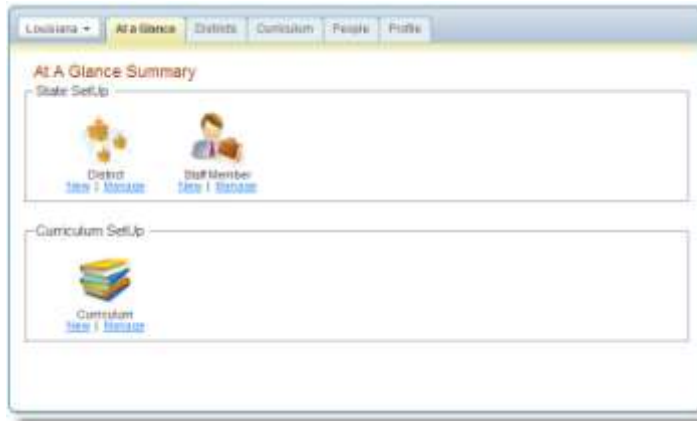 Louisiana At a Glance Districts Curriculum People Profile
At A Glance Summary
State SetUp
District Staff Member
New | Manage New | Manage
Curriculum SetUp
Curriculum
New | Manage